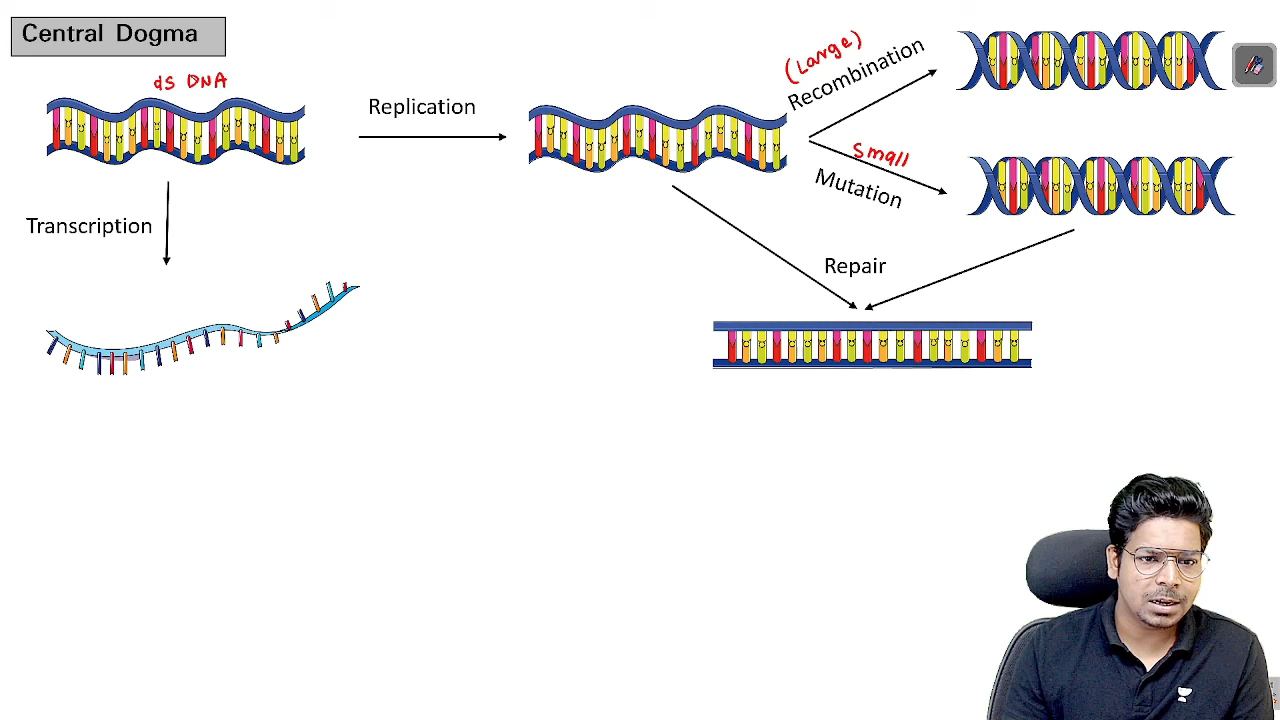 Central Dogma
ds DNA
Replication
(Large)
Recombination
Small
Mutation
Transcription
Repair